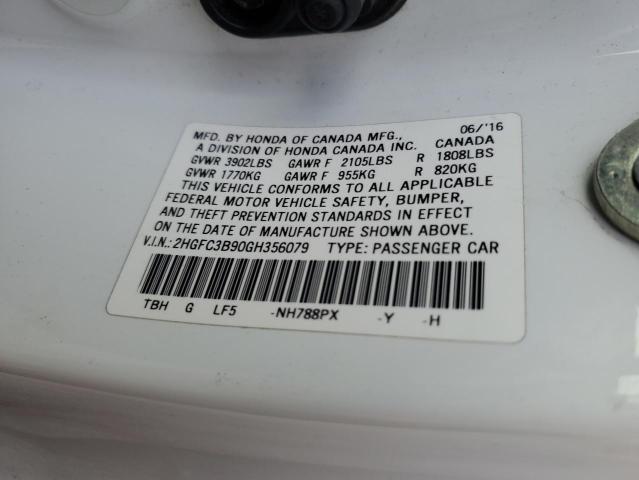 MFD. BY HONDA OF CANADA MFG., 06/'16
A DIVISION OF HONDA CANADA INC. CANADA
GVWR 3902LBS GAWR F 2105LBS R 1808LBS
GVWR 1770KG GAWR F 955KG R 820KG
THIS VEHICLE CONFORMS TO ALL APPLICABLE
FEDERAL MOTOR VEHICLE SAFETY, BUMPER,
AND THEFT PREVENTION STANDARDS IN EFFECT
ON THE DATE OF MANUFACTURE SHOWN ABOVE.
V.I.N.: 2HGFC3B90GH356079 TYPE: PASSENGER CAR
TBH G LF5 -NH788PX -Y -H